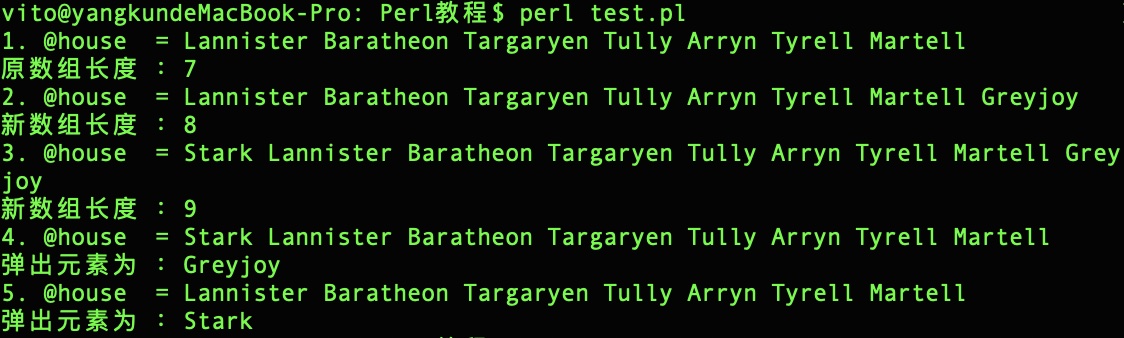 vito@yangkundeMacBook-Pro: Perl教程$ perl test.pl
1. @house  = Lannister Baratheon Targaryen Tully Arryn Tyrell Martell
原数组长度 : 7
2. @house  = Lannister Baratheon Targaryen Tully Arryn Tyrell Martell Greyjoy
新数组长度 : 8
3. @house  = Stark Lannister Baratheon Targaryen Tully Arryn Tyrell Martell Grey
joy
新数组长度 : 9
4. @house  = Stark Lannister Baratheon Targaryen Tully Arryn Tyrell Martell
弹出元素为 : Greyjoy
5. @house  = Lannister Baratheon Targaryen Tully Arryn Tyrell Martell
弹出元素为 : Stark